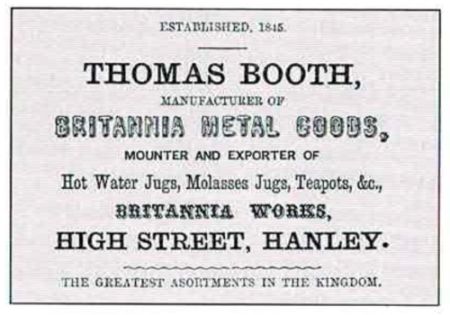 ESTABLISHED, 1845.
THOMAS BOOTH,
MANUFACTURER OF
BRITANNIA METAL GOODS,
MOUNTER AND EXPORTER OF
Hot Water Jugs, Molasses Jugs, Teapots, &c.,
BRITANNIA WORKS,
HIGH STREET, HANLEY.
THE GREATEST ASORTMENTS IN THE KINGDOM.